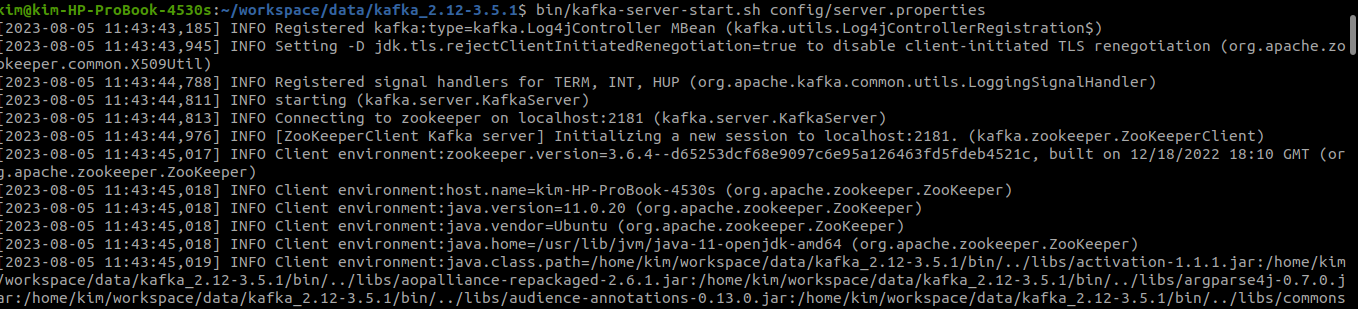 kim@kim-HP-ProBook-4530s:~/workspace/data/kafka_2.12-3.5.1$ bin/kafka-server-start.sh config/server.properties
[2023-08-05 11:43:43,185] INFO Registered kafka:type=kafka.Log4jController MBean (kafka.utils.Log4jControllerRegistration$)
[2023-08-05 11:43:43,945] INFO Setting -D jdk.tls.rejectClientInitiatedRenegotiation=true to disable client-initiated TLS renegotiation (org.apache.zo
okeeper.common.X509Util)
[2023-08-05 11:43:44,788] INFO Registered signal handlers for TERM, INT, HUP (org.apache.kafka.common.utils.LoggingSignalHandler)
[2023-08-05 11:43:44,811] INFO starting (kafka.server.KafkaServer)
[2023-08-05 11:43:44,813] INFO Connecting to zookeeper on localhost:2181 (kafka.server.KafkaServer)
[2023-08-05 11:43:44,976] INFO [ZooKeeperClient Kafka server] Initializing a new session to localhost:2181. (kafka.zookeeper.ZooKeeperClient)
[2023-08-05 11:43:45,017] INFO Client environment:zookeeper.version=3.6.4--d65253dcf68e9097c6e95a126463fd5fdeb4521c, built on 12/18/2022 18:10 GMT (or
g.apache.zookeeper.ZooKeeper)
[2023-08-05 11:43:45,018] INFO Client environment:host.name=kim-HP-ProBook-4530s (org.apache.zookeeper.ZooKeeper)
[2023-08-05 11:43:45,018] INFO Client environment:java.version=11.0.20 (org.apache.zookeeper.ZooKeeper)
[2023-08-05 11:43:45,018] INFO Client environment:java.vendor=Ubuntu (org.apache.zookeeper.ZooKeeper)
[2023-08-05 11:43:45,018] INFO Client environment:java.home=/usr/lib/jvm/java-11-openjdk-amd64 (org.apache.zookeeper.ZooKeeper)
[2023-08-05 11:43:45,019] INFO Client environment:java.class.path=/home/kim/workspace/data/kafka_2.12-3.5.1/bin/../libs/activation-1.1.1.jar:/home/kim
/workspace/data/kafka_2.12-3.5.1/bin/../libs/aopalliance-repackaged-2.6.1.jar:/home/kim/workspace/data/kafka_2.12-3.5.1/bin/../libs/argparse4j-0.7.0.j
ar:/home/kim/workspace/data/kafka_2.12-3.5.1/bin/../libs/audience-annotations-0.13.0.jar:/home/kim/workspace/data/kafka_2.12-3.5.1/bin/../libs/commons